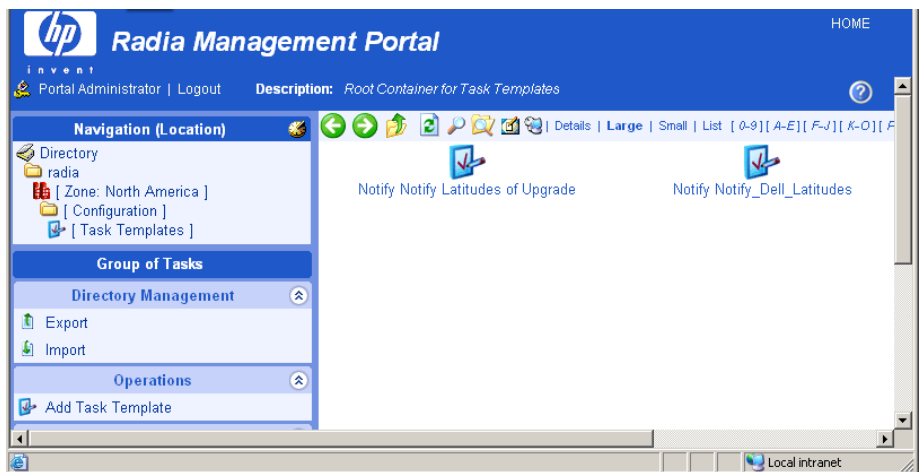 hp
invent
Radia Management Portal
HOME
Portal Administrator | Logout
Description: Root Container for Task Templates
Navigation (Location)
Directory
radia
[ Zone: North America ]
[ Configuration ]
[ Task Templates ]
| Details | Large | Small | List [ 0-9 ] [ A-E ] [ F-J ] [ K-O ] [
Notify Notify Latitudes of Upgrade
Notify Notify_Dell_Latitudes
Group of Tasks
Directory Management
Export
Import
Operations
Add Task Template
Local intranet